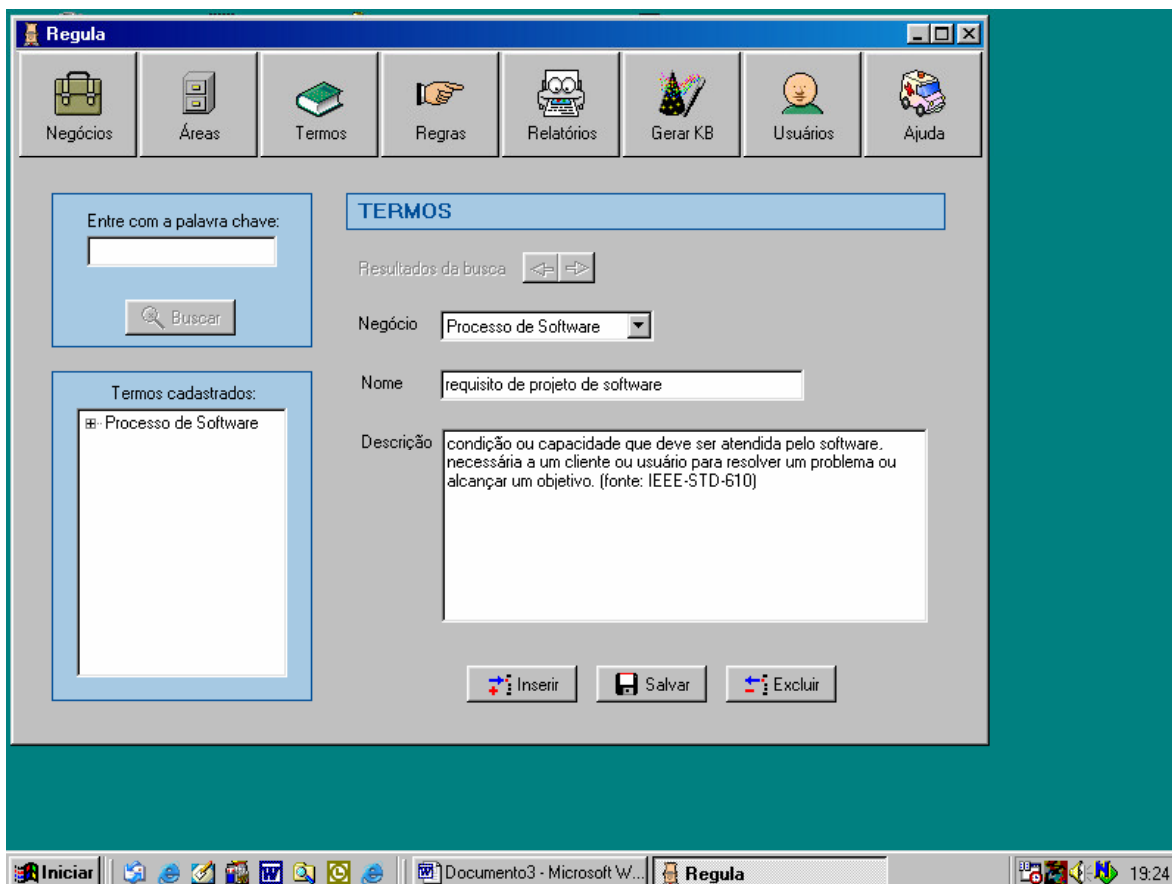 Regula
Negócios
Áreas
Termos
Regras
Relatórios
Gerar KB
Usuários
Ajuda
Entre com a palavra chave:
Buscar
Termos cadastrados:
Processo de Software
TERMOS
Resultados da busca
Negócio
Processo de Software
Nome
requisito de projeto de software
Descrição
condição ou capacidade que deve ser atendida pelo software,
necessária a um cliente ou usuário para resolver um problema ou
alcançar um objetivo. (fonte: IEEE-STD-610)
Inserir
Salvar
Excluir
Iniciar
Documento3 - Microsoft W...
Regula
19:24